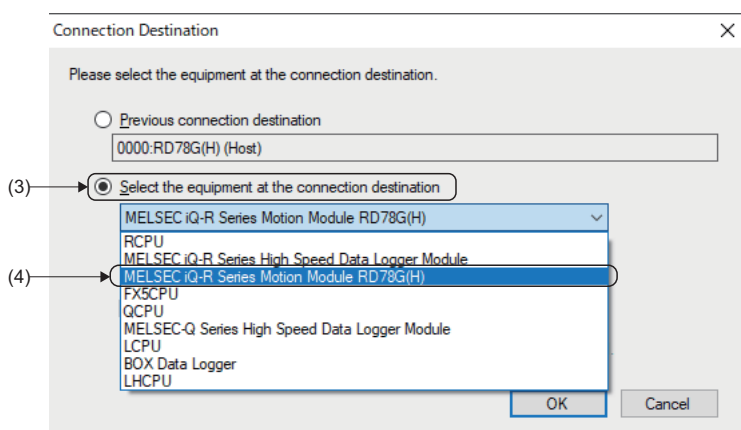 Connection Destination
Please select the equipment at the connection destination.
Previous connection destination
0000:RD78G(H) (Host)
(3)
Select the equipment at the connection destination
MELSEC iQ-R Series Motion Module RD78G(H)
RCPU
MELSEC iQ-R Series High Speed Data Logger Module
(4)
MELSEC iQ-R Series Motion Module RD78G(H)
FX5CPU
QCPU
MELSEC-Q Series High Speed Data Logger Module
LCPU
BOX Data Logger
LHCPU
OK
Cancel